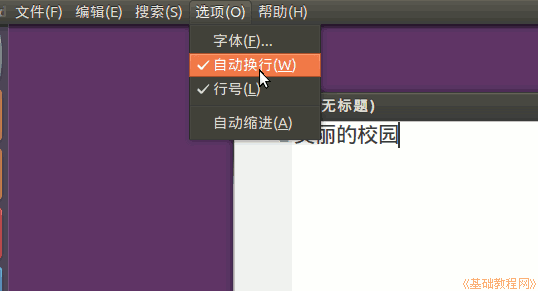 文件(F) 编辑(E) 搜索(S) 选项(O) 帮助(H)
字体(F)...
自动换行(W)
行号(L)
自动缩进(A)
无标题)
美丽的校园
《基础教程网》